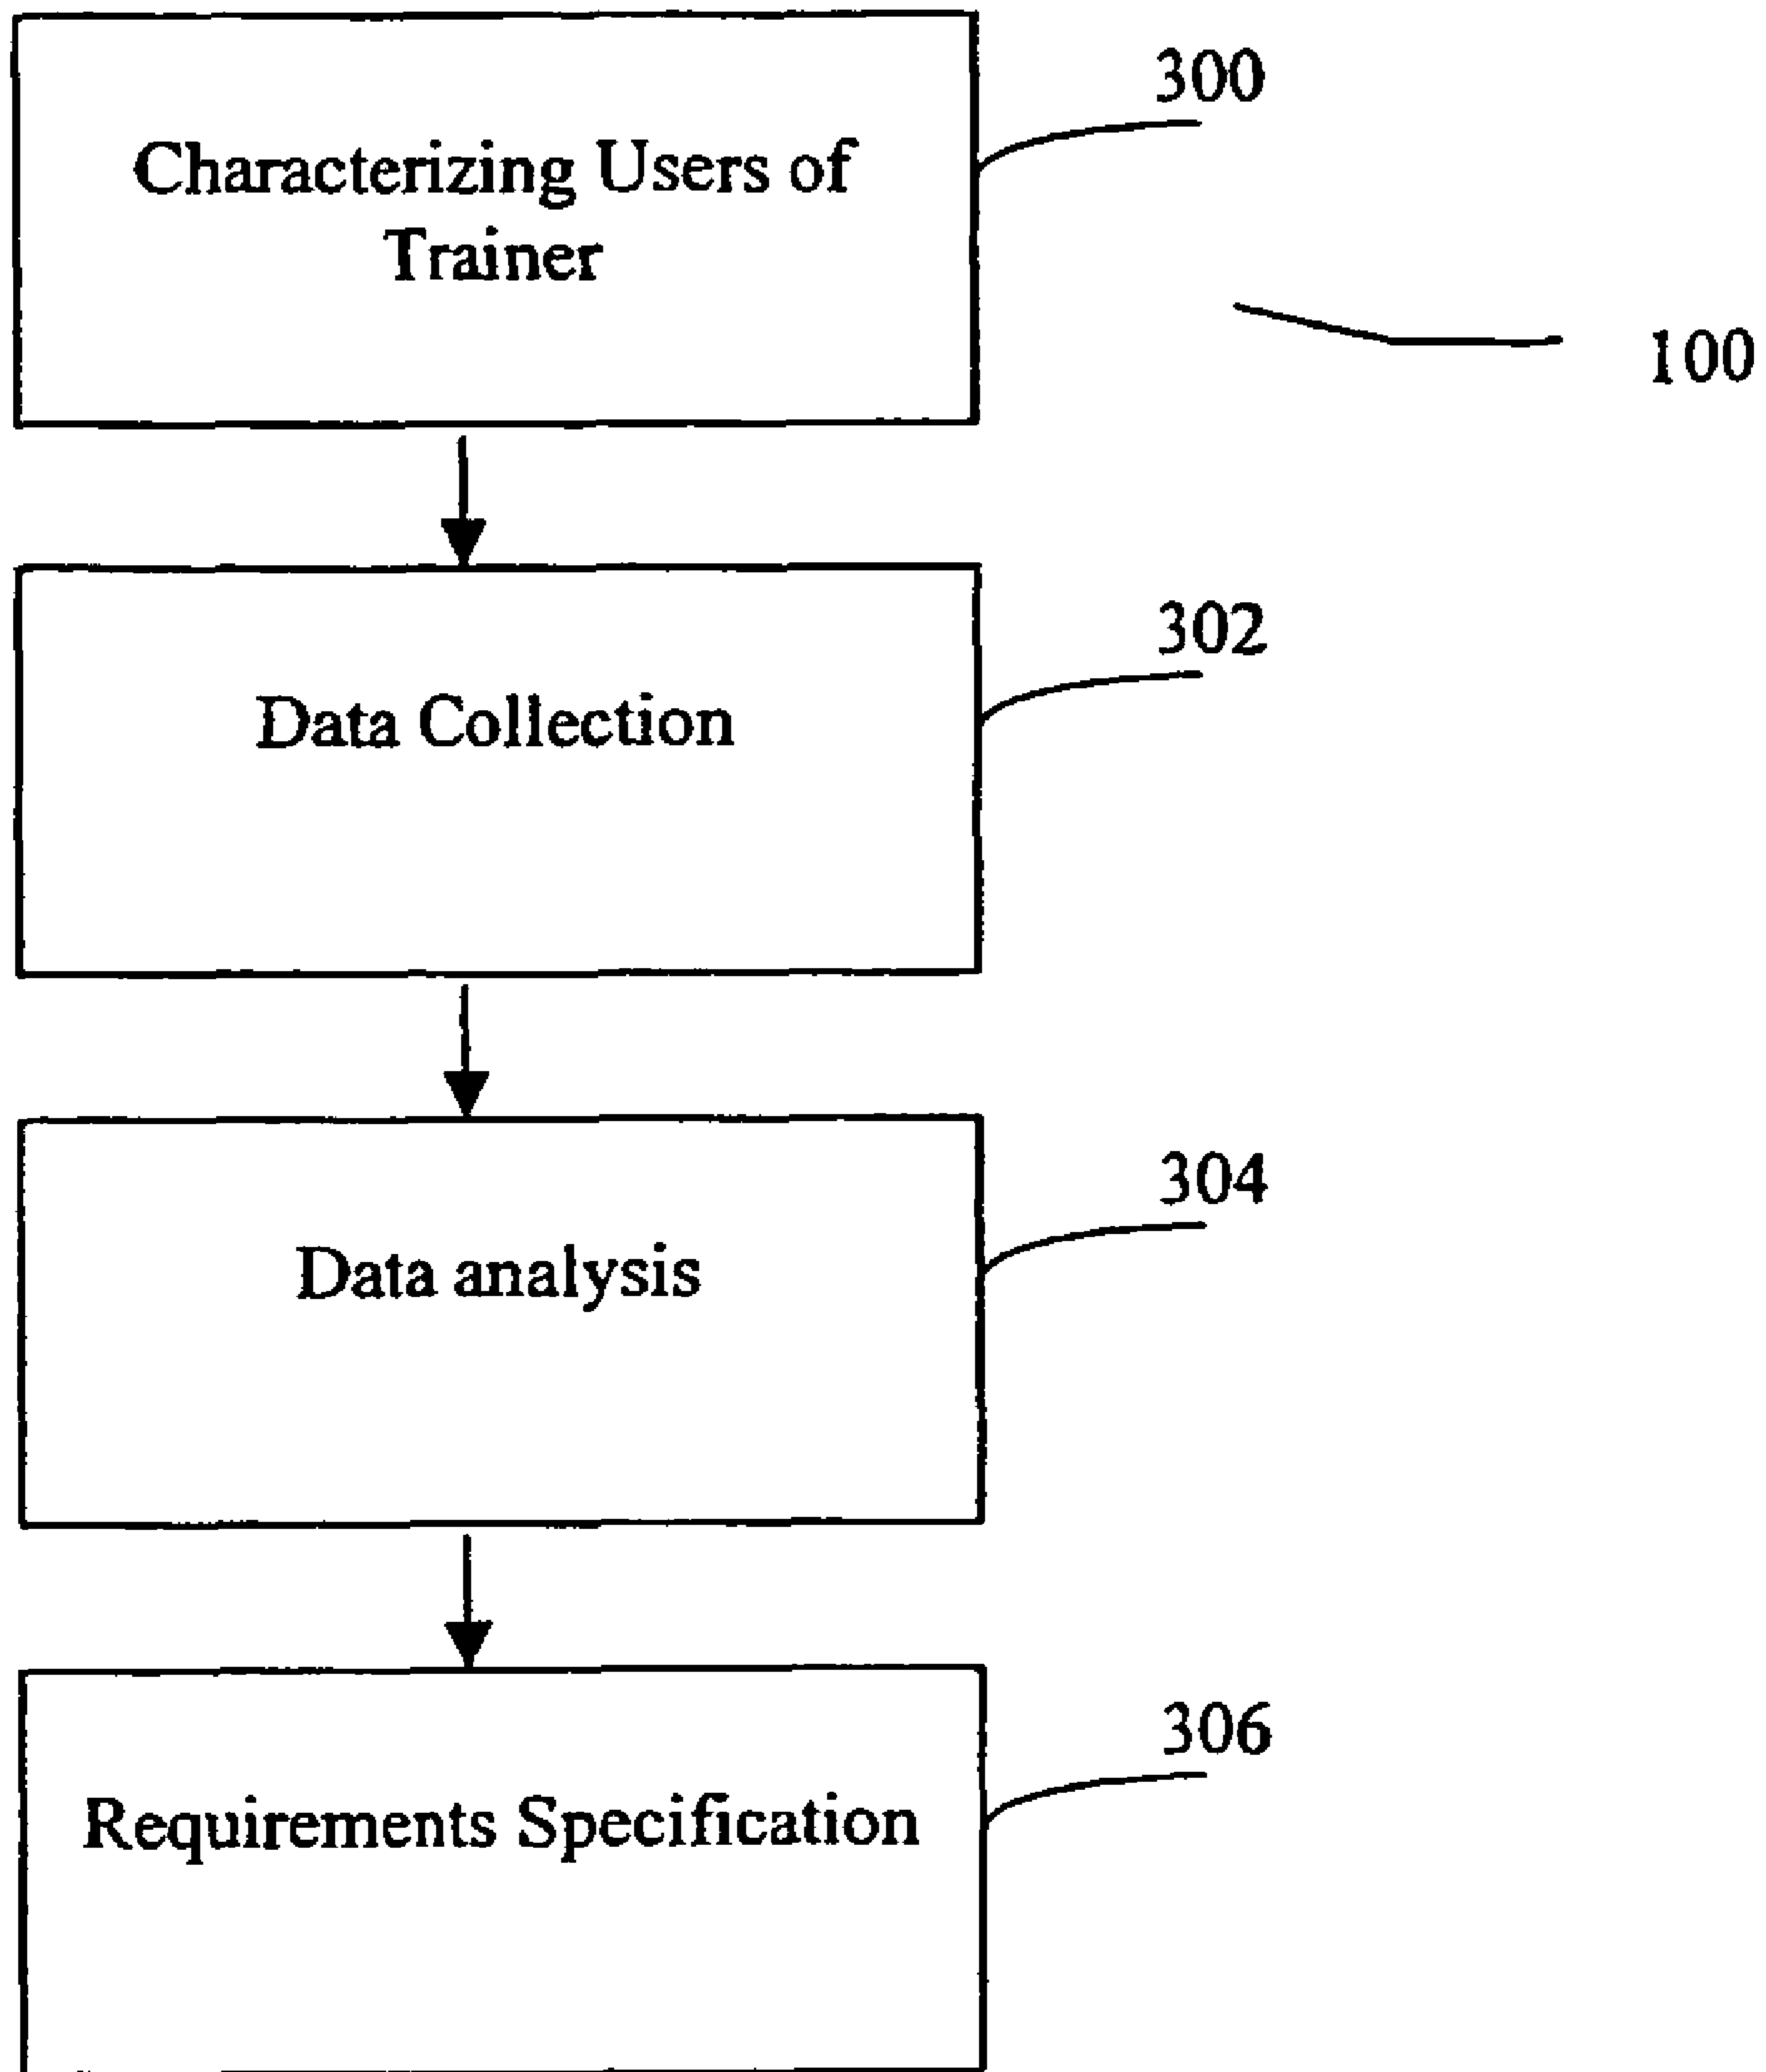 300
Characterizing Users of
Trainer
100
302
Data Collection
304
Data analysis
306
Requirements Specification